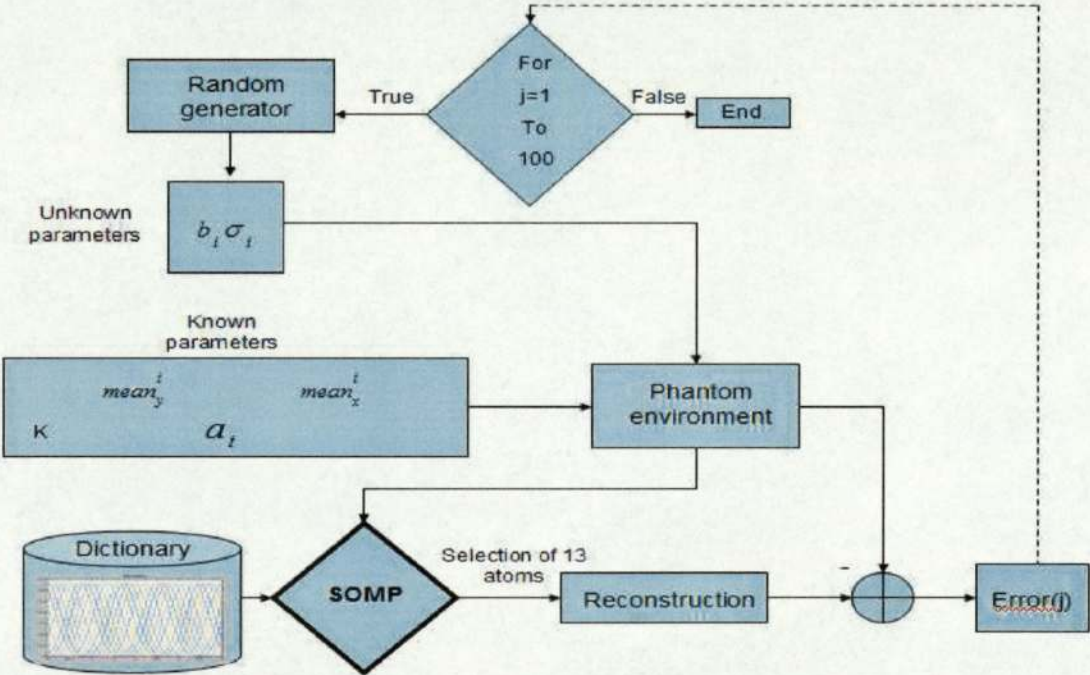 For
j=1
To
100
True
False
End
Random
generator
Unknown
parameters
b_i σ_i
Known
parameters
mean_y^i mean_x^i
K a_i
Phantom
environment
Dictionary
SOMP
Selection of 13
atoms
Reconstruction
-
Error(j)